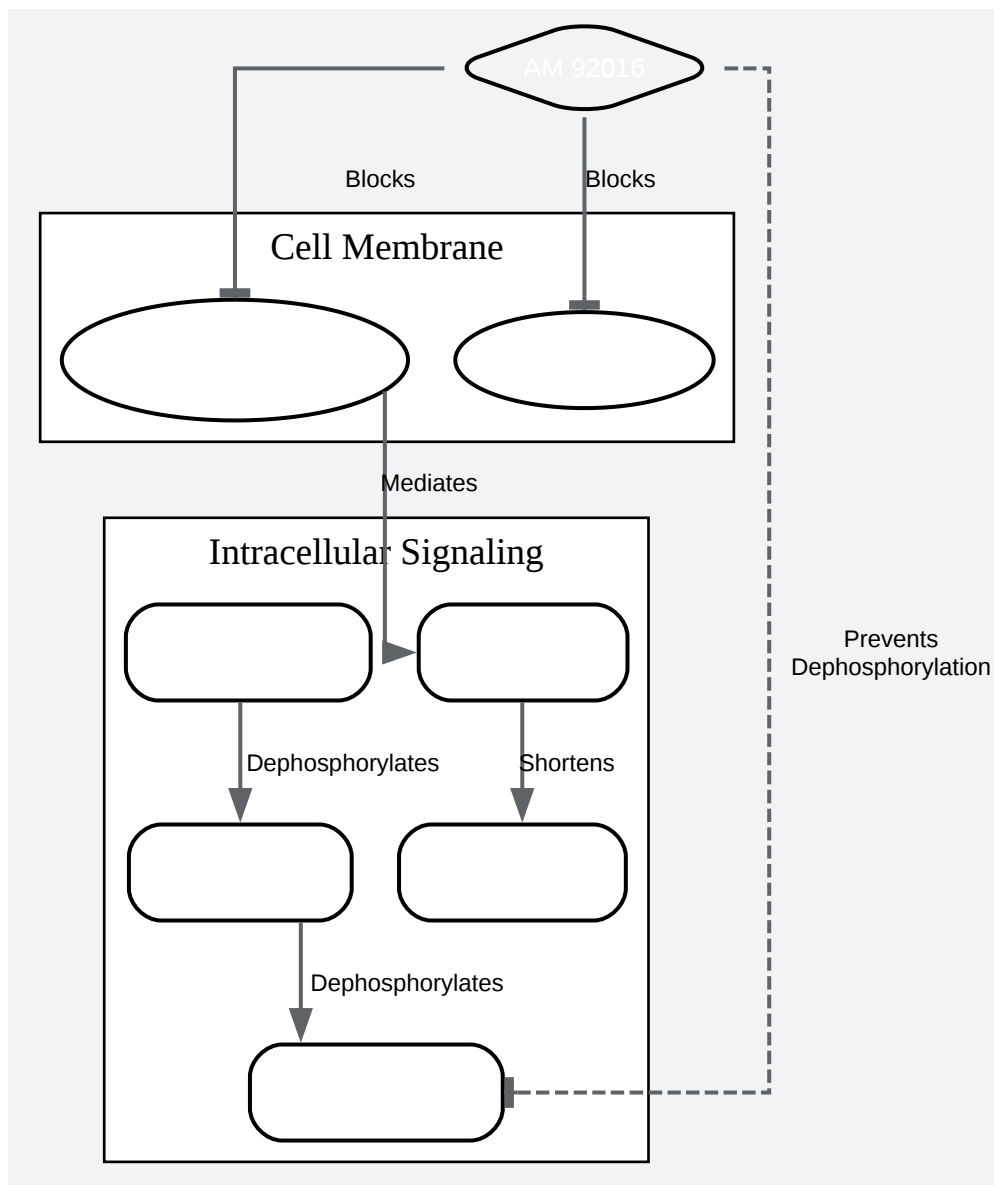 AM 92016
Blocks
Blocks
Cell Membrane
Mediates
Intracellular Signaling
Prevents
Dephosphorylation
Dephosphorylates
Shortens
Dephosphorylates